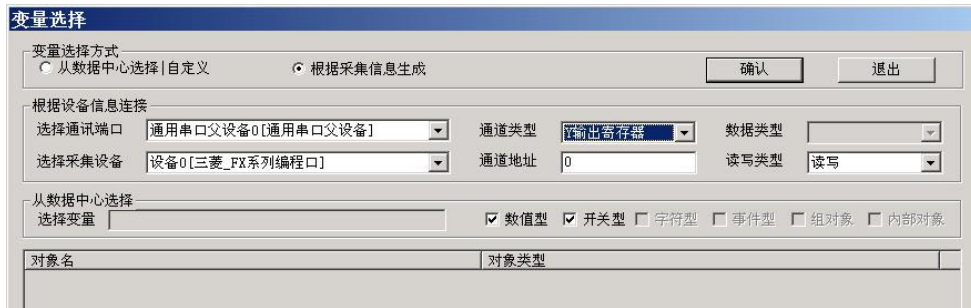 变量选择
变量选择方式
从数据中心选择|自定义 根据采集信息生成 确认 退出
根据设备信息连接
选择通讯端口 通用串口父设备0[通用串口父设备] 通道类型 Y输出寄存器 数据类型
选择采集设备 设备0[三菱_FX系列编程口] 通道地址 0 读写类型 读写
从数据中心选择
选择变量 数值型 开关型 字符型 事件型 组对象 内部对象
对象名 对象类型